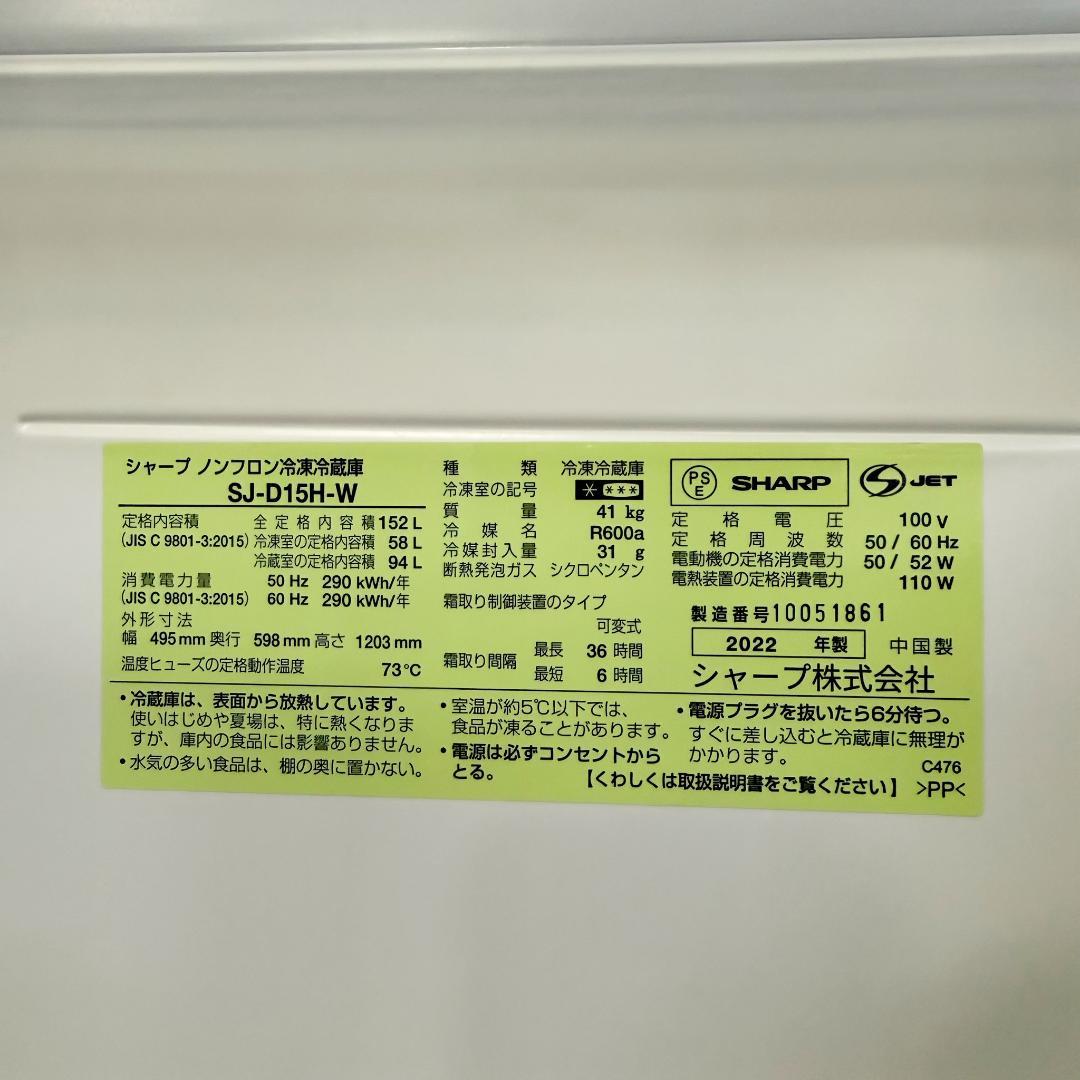 シャープ ノンフロン冷凍冷蔵庫
SJ-D15H-W
定格内容積 全定格内容積 152 L
(JIS C 9801-3:2015) 冷凍室の定格内容積 58 L
冷蔵室の定格内容積 94 L
消費電力量 50 Hz 290 kWh/年
(JIS C 9801-3:2015) 60 Hz 290 kWh/年
外形寸法
幅 495 mm 奥行 598 mm 高さ 1203 mm
温度ヒューズの定格動作温度 73℃
種類 冷凍冷蔵庫
冷凍室の記号 * ***
質量 41 kg
冷媒名 R600a
冷媒封入量 31 g
断熱発泡ガス シクロペンタン
霜取り制御装置のタイプ
可変式
霜取り間隔 最長 36 時間
最短 6 時間
PS
E
SHARP
S JET
定格電圧 100 V
定格周波数 50 / 60 Hz
電動機の定格消費電力 50 / 52 W
電熱装置の定格消費電力 110 W
製造番号 10051861
2022 年製 中国製
シャープ株式会社
・冷蔵庫は、表面から放熱しています。
使いはじめや夏場は、特に熱くなりま
すが、庫内の食品には影響ありません。
・水気の多い食品は、棚の奥に置かない。
・室温が約5℃以下では、
食品が凍ることがあります。
・電源は必ずコンセントから
とる。
・電源プラグを抜いたら6分待つ。
すぐに差し込むと冷蔵庫に無理が
かかります。
C476
【くわしくは取扱説明書をご覧ください】 >PP<